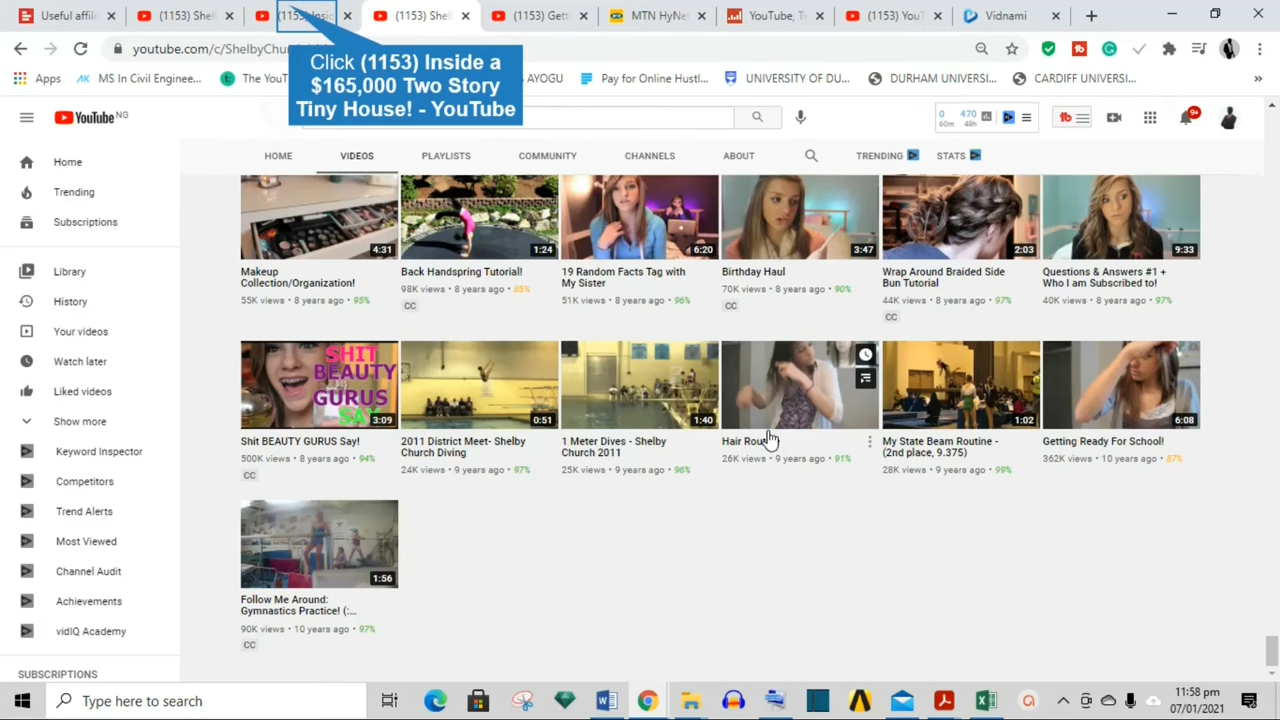 Useful affili
(1153) Shel
(1153) Insic
(1153) Shel
(1153) Gett
MTN HyNe
YouTube, T
(1153) YouT
Vidnami
youtube.com/c/ShelbyChur
Click (1153) Inside a
$165,000 Two Story
Tiny House! - YouTube
Apps
MS In Civil Enginee...
The YouT
AYOGU
Pay for Online Hustl...
UNIVERSITY OF DU...
DURHAM UNIVERSI...
CARDIFF UNIVERSI...
YouTube NG
0
60m
470
48h
9+
HOME
VIDEOS
PLAYLISTS
COMMUNITY
CHANNELS
ABOUT
TRENDING
STATS
Home
Trending
Subscriptions
Library
History
Your videos
Watch later
Liked videos
Show more
Keyword Inspector
Competitors
Trend Alerts
Most Viewed
Channel Audit
Achievements
vidIQ Academy
SUBSCRIPTIONS
4:31
1:24
6:20
3:47
2:03
9:33
Makeup
Collection/Organization!
55K views • 8 years ago • 95%
Back Handspring Tutorial!
98K views • 8 years ago • 85%
CC
19 Random Facts Tag with
My Sister
51K views • 8 years ago • 96%
Birthday Haul
70K views • 8 years ago • 90%
CC
Wrap Around Braided Side
Bun Tutorial
44K views • 8 years ago • 97%
CC
Questions & Answers #1 +
Who I am Subscribed to!
40K views • 8 years ago • 97%
SHIT
BEAUTY
GURUS
SAY
3:09
0:51
1:40
1:02
6:08
Shit BEAUTY GURUS Say!
500K views • 8 years ago • 94%
CC
2011 District Meet- Shelby
Church Diving
24K views • 9 years ago • 97%
1 Meter Dives - Shelby
Church 2011
25K views • 9 years ago • 96%
Hair Rout
26K views • 9 years ago • 91%
My State Beam Routine -
(2nd place, 9.375)
28K views • 9 years ago • 99%
Getting Ready For School!
362K views • 10 years ago • 87%
1:56
Follow Me Around:
Gymnastics Practice! (:...
90K views • 10 years ago • 97%
CC
Type here to search
11:58 pm
07/01/2021